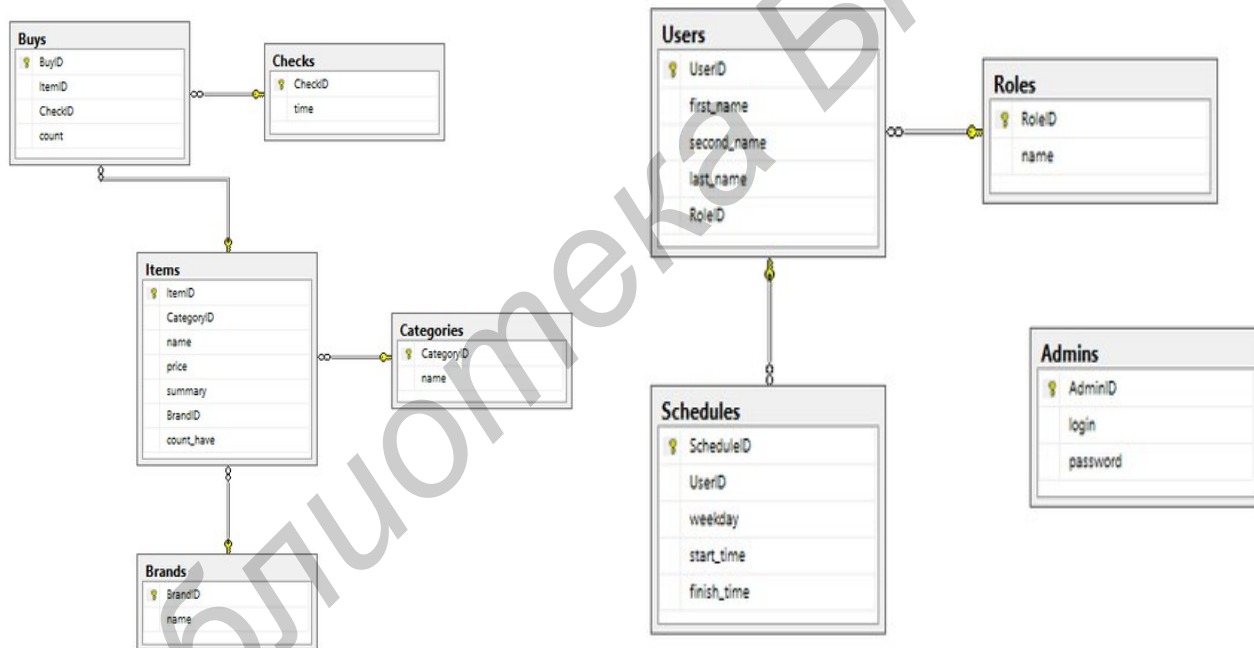 Buys
BuyID
ItemID
CheckID
count
Checks
CheckID
time
Items
ItemID
CategoryID
name
price
summary
BrandID
count_have
Categories
CategoryID
name
Brands
BrandID
name
Users
UserID
first_name
second_name
last_name
RoleID
Roles
RoleID
name
Schedules
ScheduleID
UserID
weekday
start_time
finish_time
Admins
AdminID
login
password
блиотека Б